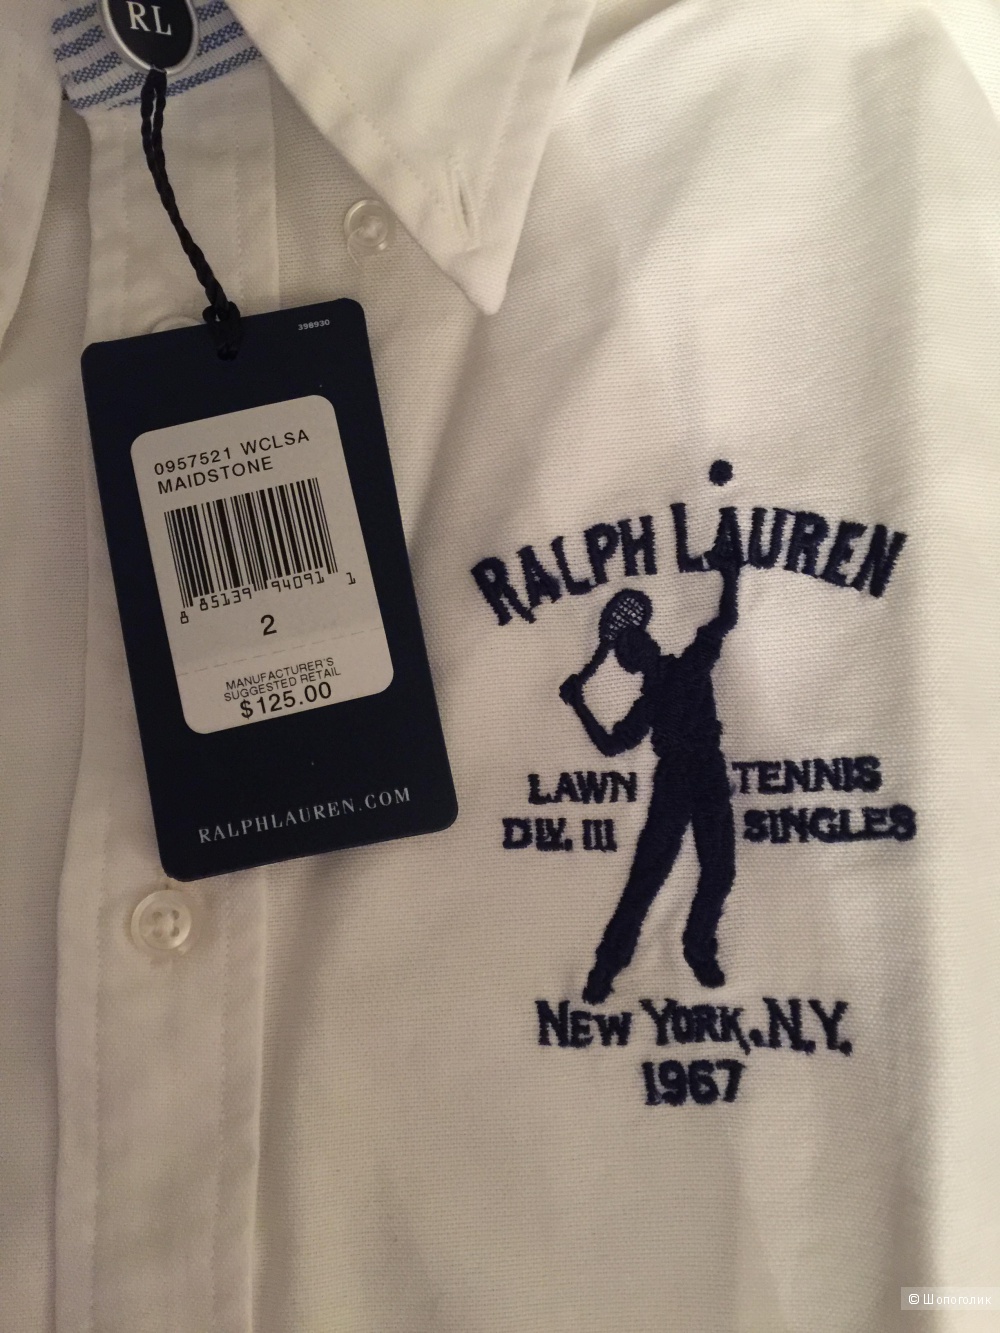 RL
398930
0957521 WCLSA
MAIDSTONE
8 85139 94091 1
2
MANUFACTURER'S
SUGGESTED RETAIL
$125.00
RALPHLAUREN.COM
RALPH LAUREN
LAWN TENNIS
DIV. III SINGLES
NEW YORK, N.Y.
1967
© Шопоголик